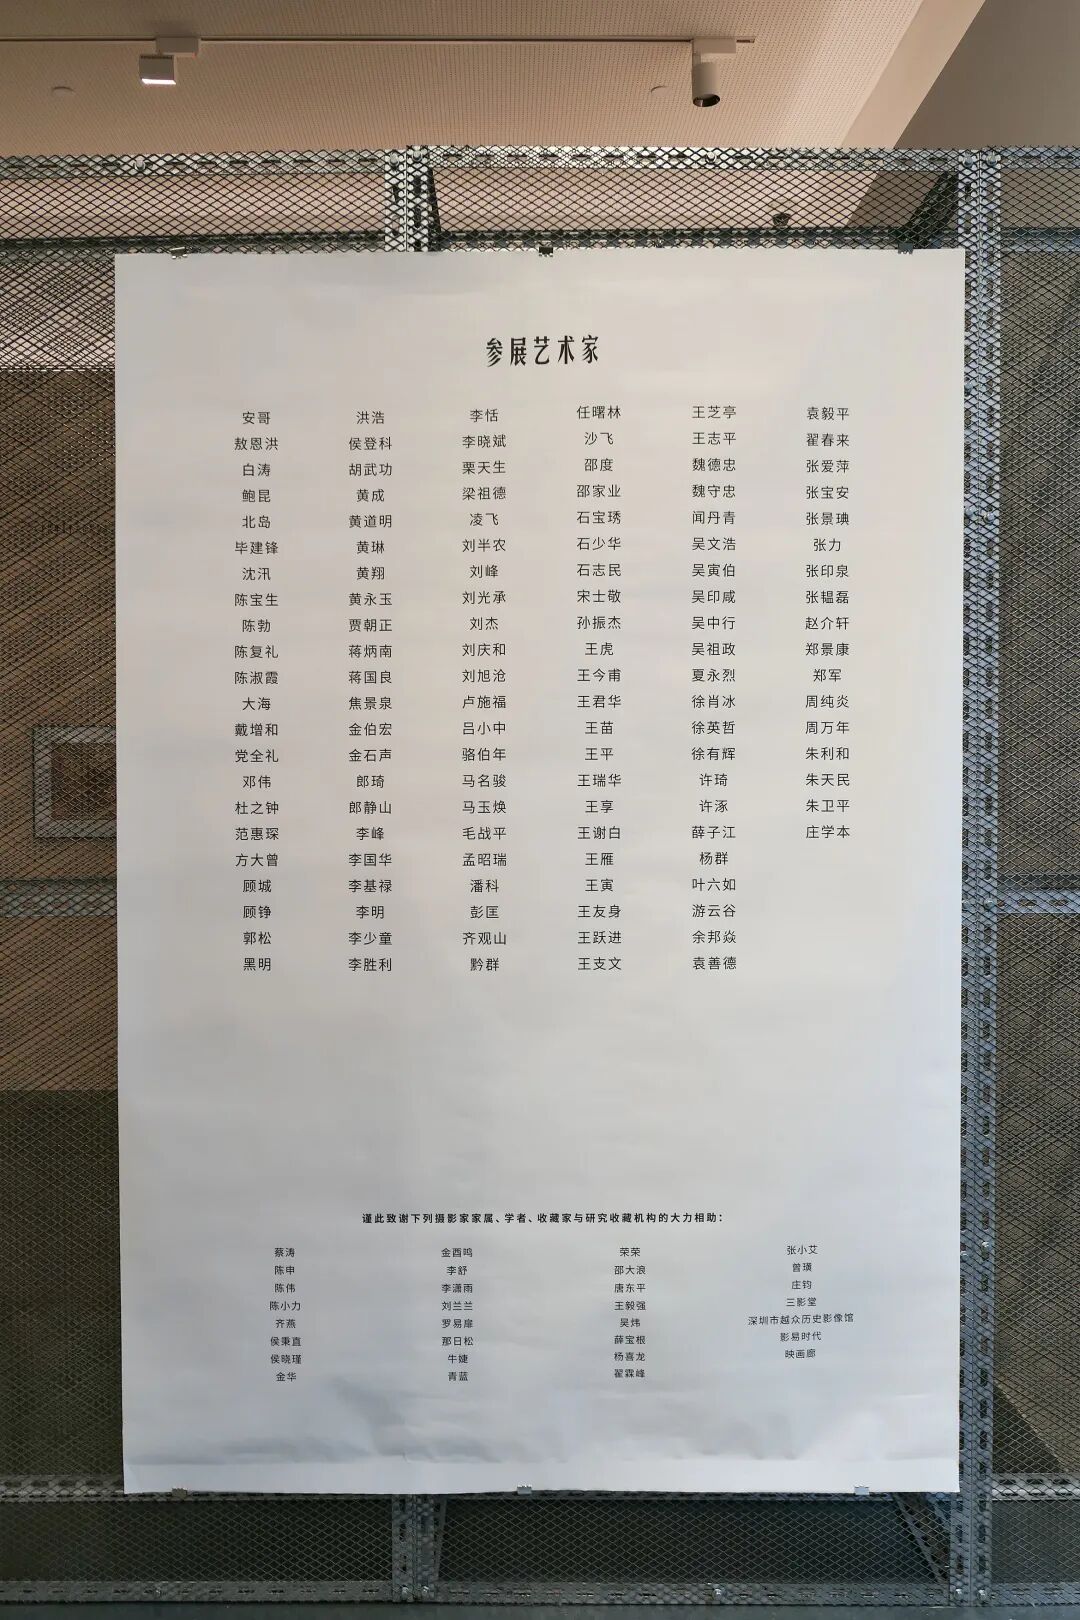 参展艺术家
安哥
敖恩洪
白涛
鲍昆
北岛
毕建锋
沈汛
陈宝生
陈勃
陈复礼
陈淑霞
大海
戴增和
党全礼
邓伟
杜之钟
范惠琛
方大曾
顾城
顾铮
郭松
黑明
洪浩
侯登科
胡武功
黄成
黄道明
黄琳
黄翔
黄永玉
贾朝正
蒋炳南
蒋国良
焦景泉
金伯宏
金石声
郎琦
郎静山
李峰
李国华
李基禄
李明
李少童
李胜利
李恬
李晓斌
栗天生
梁祖德
凌飞
刘半农
刘峰
刘光承
刘杰
刘庆和
刘旭沧
卢施福
吕小中
骆伯年
马名骏
马玉焕
毛战平
孟昭瑞
潘科
彭匡
齐观山
黔群
任曙林
沙飞
邵度
邵家业
石宝琇
石少华
石志民
宋士敬
孙振杰
王虎
王今甫
王君华
王苗
王平
王瑞华
王享
王谢白
王雁
王寅
王友身
王跃进
王支文
王芝亭
王志平
魏德忠
魏守忠
闻丹青
吴文浩
吴寅伯
吴印咸
吴中行
吴祖政
夏永烈
徐肖冰
徐英哲
徐有辉
许琦
许涿
薛子江
杨群
叶六如
游云谷
余邦焱
袁善德
袁毅平
翟春来
张爱萍
张宝安
张景琠
张力
张印泉
张韫磊
赵介轩
郑景康
郑军
周纯炎
周万年
朱利和
朱天民
朱卫平
庄学本
谨此致谢下列摄影家家属、学者、收藏家与研究收藏机构的大力相助：
蔡涛
陈申
陈伟
陈小力
齐燕
侯秉直
侯晓瑾
金华
金酉鸣
李舒
李潇雨
刘兰兰
罗易扉
那日松
牛婕
青蓝
荣荣
邵大浪
唐东平
王毅强
吴炜
薛宝根
杨喜龙
翟霖峰
张小艾
曾璜
庄钧
三影堂
深圳市越众历史影像馆
影易时代
映画廊